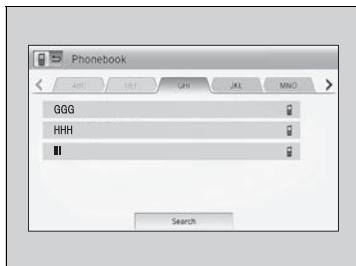 Phonebook
ABC DEF GHI JKL MNO
GGG
HHH
III
Search